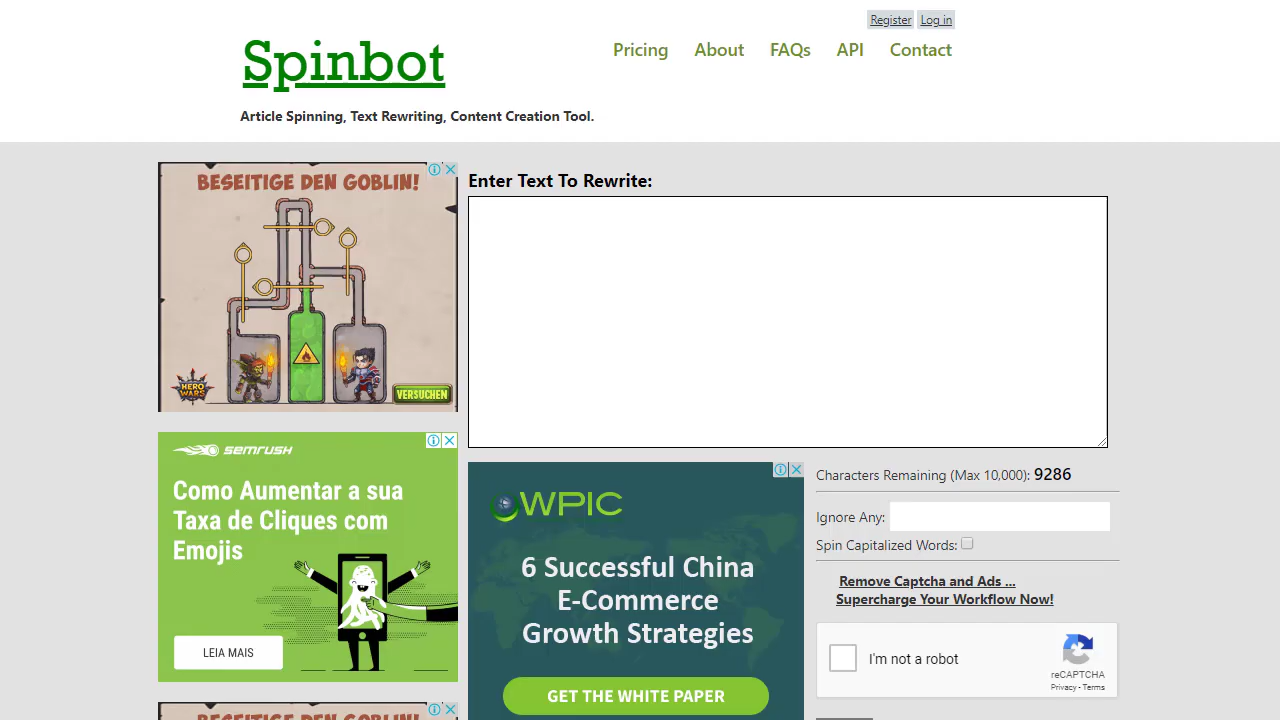 Register Log in
Spinbot
Pricing About FAQs API Contact
Article Spinning, Text Rewriting, Content Creation Tool.
BESEITIGE DEN GOBLIN!
HERO
WARS
VERSUCHEN
Enter Text To Rewrite:
semrush
Como Aumentar a sua
Taxa de Cliques com
Emojis
LEIA MAIS
WPIC
6 Successful China
E-Commerce
Growth Strategies
GET THE WHITE PAPER
Characters Remaining (Max 10,000): 9286
Ignore Any:
Spin Capitalized Words:
Remove Captcha and Ads ...
Supercharge Your Workflow Now!
I'm not a robot
reCAPTCHA
Privacy - Terms
BESEITIGE DEN GOBLIN!